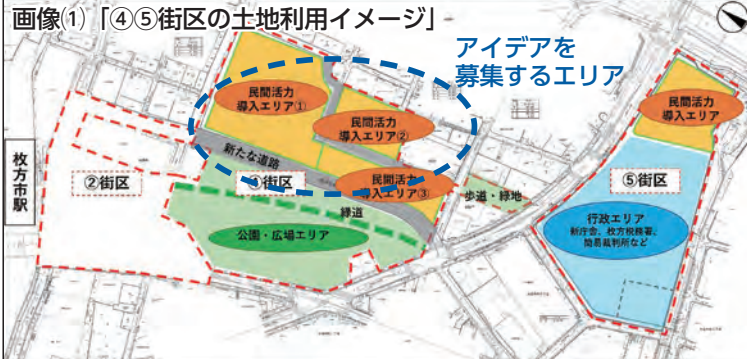 画像⑴「④⑤街区の土地利用イメージ」
アイデアを
募集するエリア
民間活力
導入エリア①
民間活力
導入エリア②
民間活力
導入エリア③
新たな道路
枚方市駅
②街区
街区
緑道
公園・広場エリア
歩道・緑地
民間活力
導入エリア
⑤街区
行政エリア
新庁舎、枚方税務署、
簡易裁判所など